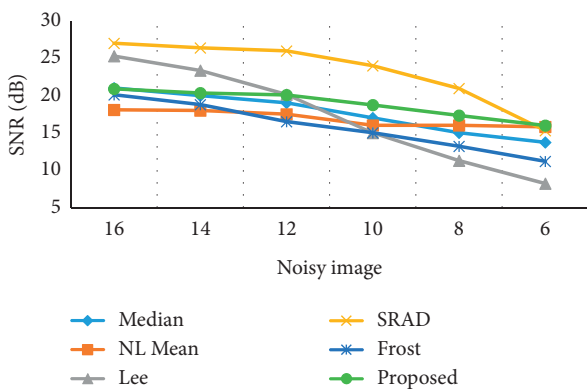 30
25
20
15
10
5
SNR (dB)
16 14 12 10 8 6
Noisy image
Median SRAD
NL Mean Frost
Lee Proposed